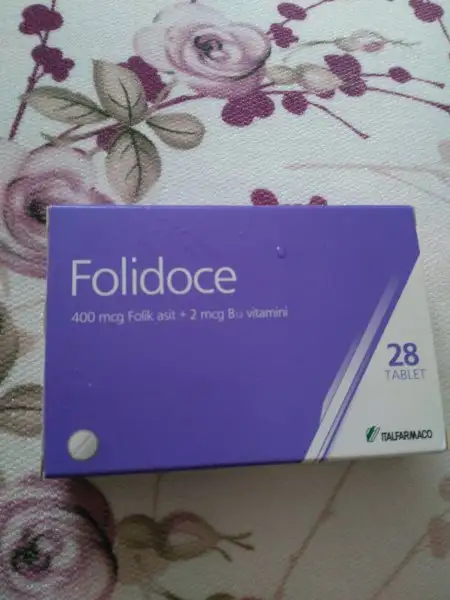 Folidoce
400 mcg Folik asit + 2 mcg B₁₂ vitamini
28
TABLET
ITALFARMACO